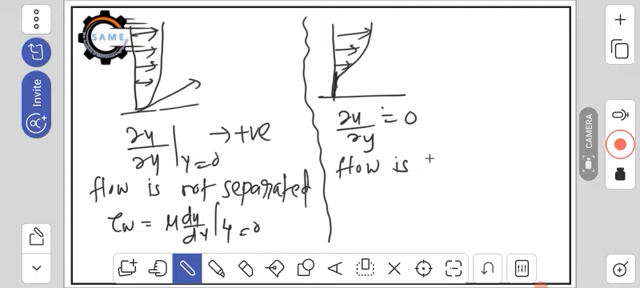 SAME
∂u/∂y |y=0 → +ve
flow is not separated
τw = μ du/dy |y=0
∂u/∂y = 0
flow is t
Invite
CAMERA